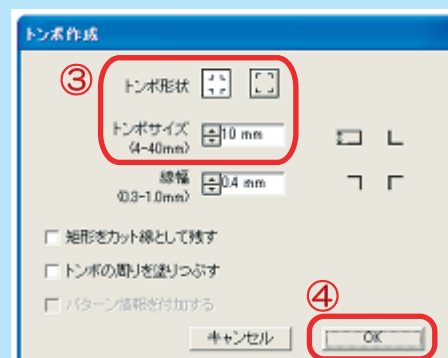 トンボ作成
③
トンボ形状
トンボサイズ 10 mm
(4-40mm)
線幅 0.4 mm
(0.3-1.0mm)
矩形をカット線として残す
トンボの周りを塗りつぶす
パターン情報を付加する
④
キャンセル OK